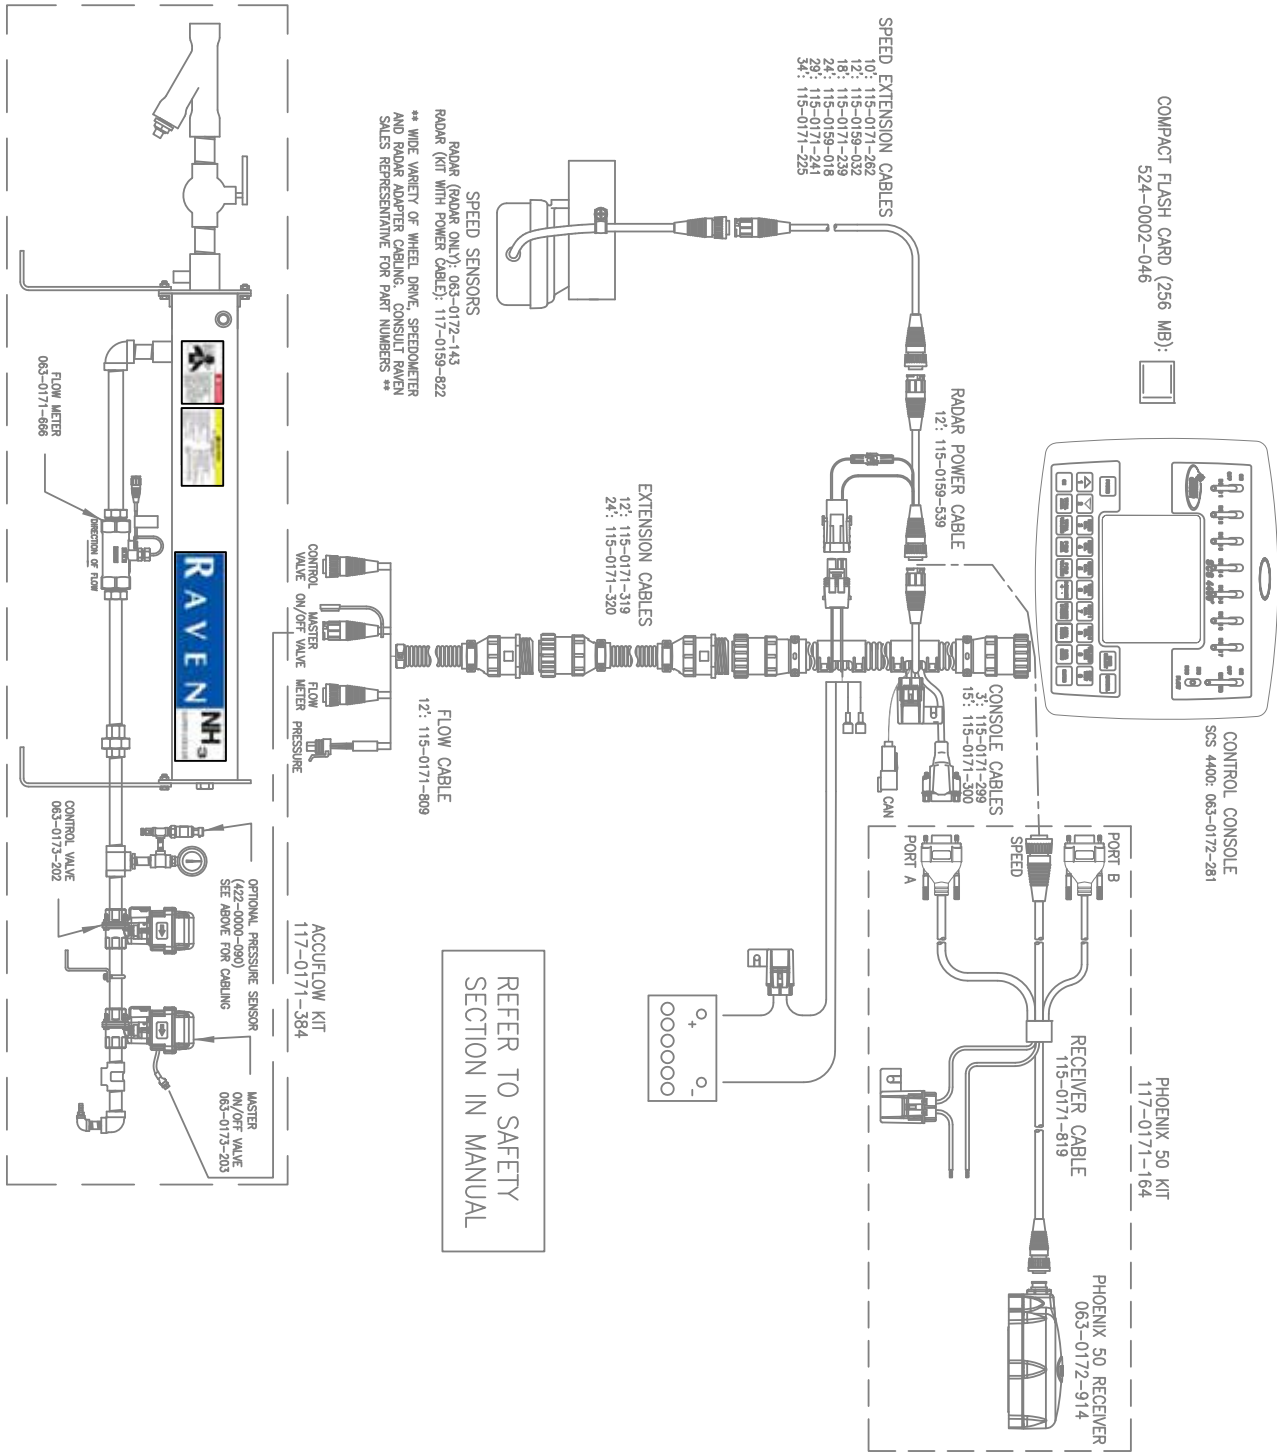 COMPACT FLASH CARD (256 MB):
524-0002-046
CONTROL CONSOLE
SCS 4400: 063-0172-281
SCS 4400
SPEED EXTENSION CABLES
10': 115-0171-262
12': 115-0159-032
18': 115-0171-239
24': 115-0159-018
29': 115-0171-241
34': 115-0171-225
RADAR POWER CABLE
12': 115-0159-539
CONSOLE CABLES
3': 115-0171-299
15': 115-0171-300
CAN
PORT B
SPEED
PORT A
PHOENIX 50 KIT
117-0171-164
RECEIVER CABLE
115-0171-819
PHOENIX 50 RECEIVER
063-0172-914
SPEED SENSORS
RADAR (RADAR ONLY): 063-0172-143
RADAR (KIT WITH POWER CABLE): 117-0159-822
** WIDE VARIETY OF WHEEL DRIVE, SPEEDOMETER
AND RADAR ADAPTER CABLING. CONSULT RAVEN
SALES REPRESENTATIVE FOR PART NUMBERS **
EXTENSION CABLES
12': 115-0171-319
24': 115-0171-320
FLOW CABLE
12': 115-0171-809
+ -
REFER TO SAFETY
SECTION IN MANUAL
CONTROL
VALVE
MASTER
ON/OFF VALVE
FLOW
METER
PRESSURE
ACCUFLOW KIT
117-0171-384
RAVEN
NH3
FLOW METER
063-0171-666
DIRECTION OF FLOW
CONTROL VALVE
063-0173-202
OPTIONAL PRESSURE SENSOR
(422-0000-090)
SEE ABOVE FOR CABLING
MASTER
ON/OFF VALVE
063-0173-203